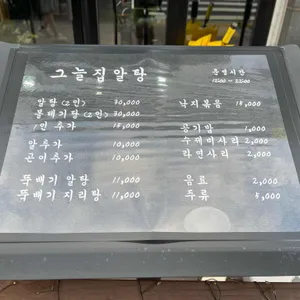 그늘집알탕
운영시간
알탕(2인) 30,000
볼테기탕(2인) 30,000
1인 추가 15,000
알추가 10,000
곤이추가 10,000
뚝배기 알탕 11,000
뚝배기 지리탕 11,000
낙지볶음 18,000
공기밥 1,000
수제비사리 2,000
라면사리 2,000
음료 2,000
주류 5,000